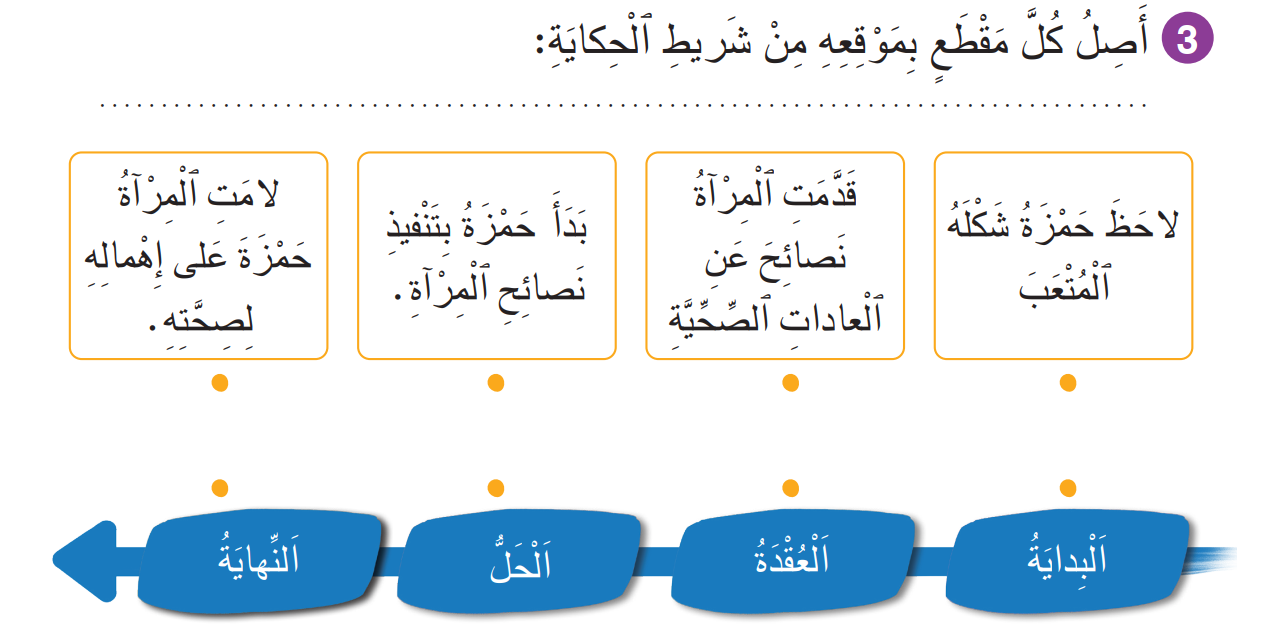 3 أَصِلُ كُلَّ مَقْطَعٍ بِمَوْقِعِهِ مِنْ شَريطِ ٱلْحِكايَةِ:
لاحَظَ حَمْزَةُ شَكْلَهُ
ٱلْمُتْعَبَ
قَدَّمَتِ ٱلْمِرْآةُ
نَصائِحَ عَنِ
ٱلْعاداتِ ٱلصِّحِّيَّةِ
بَدَأَ حَمْزَةُ بِتَنْفيذِ
نَصائِحِ ٱلْمِرْآةِ.
لامَتِ ٱلْمِرْآةُ
حَمْزَةَ عَلى إِهْمالِهِ
لِصِحَّتِهِ.
اَلْبِدايَةُ
اَلْعُقْدَةُ
اَلْحَلُّ
اَلنِّهايَةُ